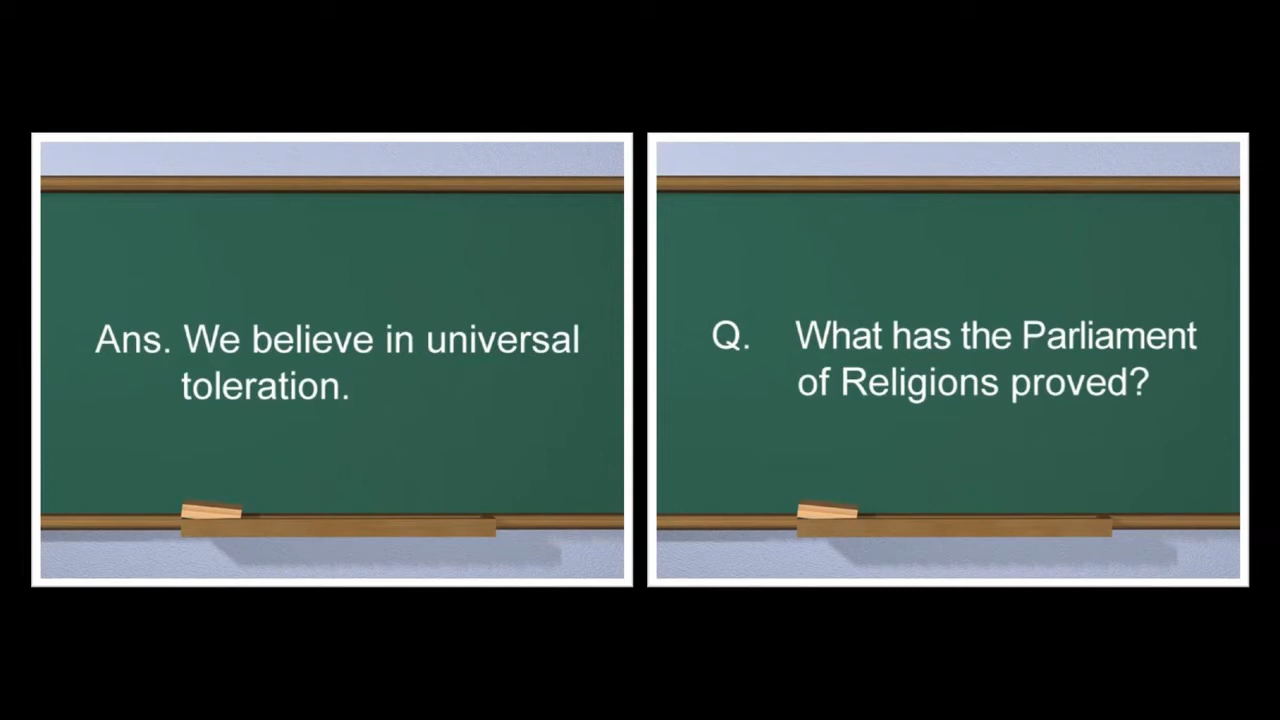 Ans. We believe in universal
toleration.
Q. What has the Parliament
of Religions proved?